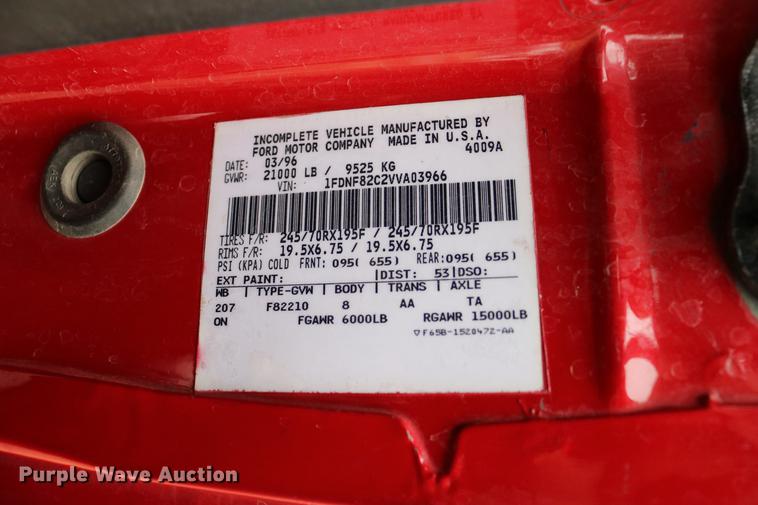 INCOMPLETE VEHICLE MANUFACTURED BY
FORD MOTOR COMPANY MADE IN U.S.A.
DATE: 03/96 4009A
GVWR: 21000 LB / 9525 KG
VIN: 1FDNF82C2VVA03966
TIRES F/R: 245/70RX195F / 245/70RX195F
RIMS F/R: 19.5X6.75 / 19.5X6.75
PSI (KPA) COLD FRNT: 095( 655) REAR: 095( 655)
EXT PAINT: |DIST: 53|DSO:
WB | TYPE-GVW | BODY | TRANS | AXLE
207 F82210 8 AA TA
ON FGAWR 6000LB RGAWR 15000LB
▽F65B-1520472-AA
Purple Wave Auction